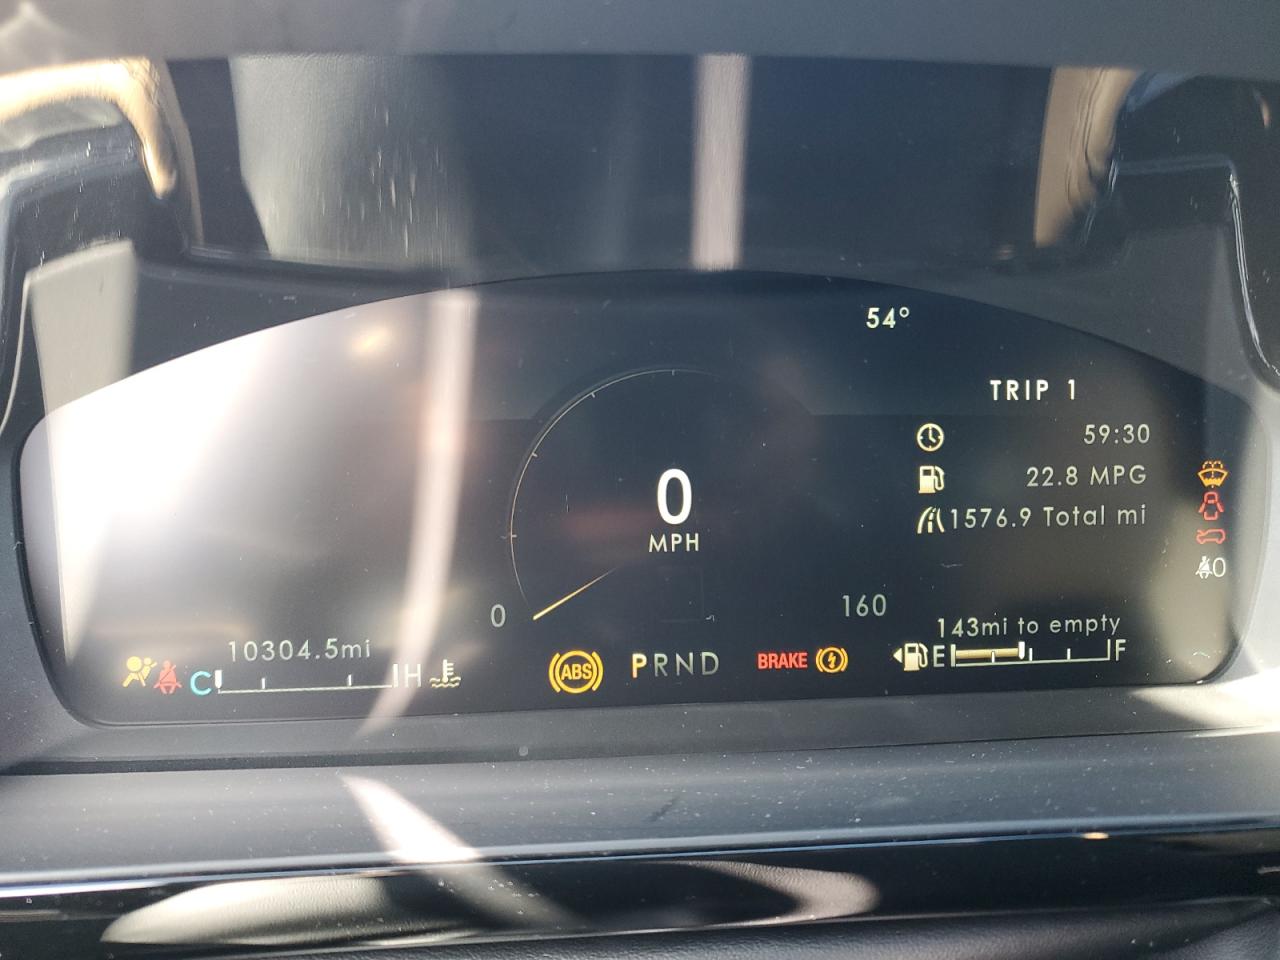 54°
TRIP 1
59:30
22.8 MPG
1576.9 Total mi
0
MPH
0
160
0
143mi to empty
10304.5mi
C H
ABS
PRND
BRAKE
E F